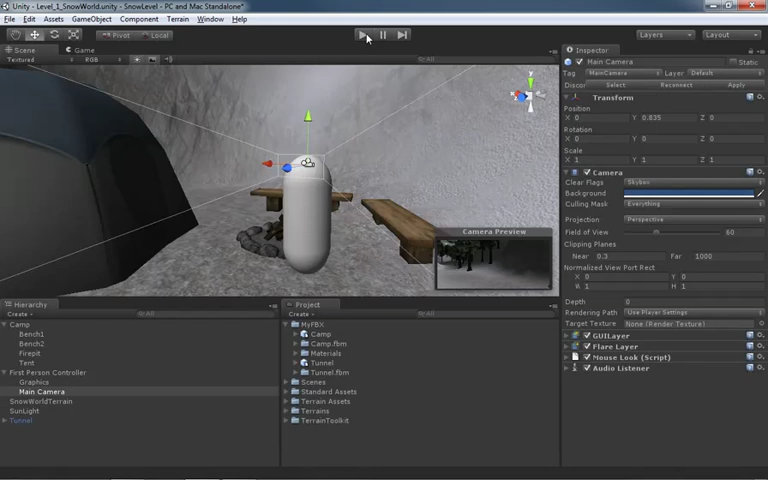 Unity - Level_1_SnowWorld.unity - SnowLevel - PC and Mac Standalone*
File Edit Assets GameObject Component Terrain Window Help
Pivot Local Layers Layout
Scene Game
Textured RGB All
Inspector
Main Camera Static
Tag MainCamera Layer Default
Select Reconnect Apply
Transform
Position
X 0 Y 0.835 Z 0
Rotation
X 0 Y 0 Z 0
Scale
X 1 Y 1 Z 1
Camera
Clear Flags Skybox
Background
Culling Mask Everything
Projection Perspective
Field of View 60
Clipping Planes
Near 0.3 Far 1000
Normalized View Port Rect
X 0 Y 0
W 1 H 1
Depth 0
Rendering Path Use Player Settings
Target Texture None (Render Texture)
GUILayer
Flare Layer
Mouse Look (Script)
Audio Listener
y
x
Camera Preview
Hierarchy
Create All
Camp
Bench1
Bench2
Firepit
Tent
First Person Controller
Graphics
Main Camera
SnowWorldTerrain
SunLight
Tunnel
Project
Create All
MyFBX
Camp
Camp.fbm
Materials
Tunnel
Tunnel.fbm
Scenes
Standard Assets
Terrain Assets
Terrains
TerrainToolkit